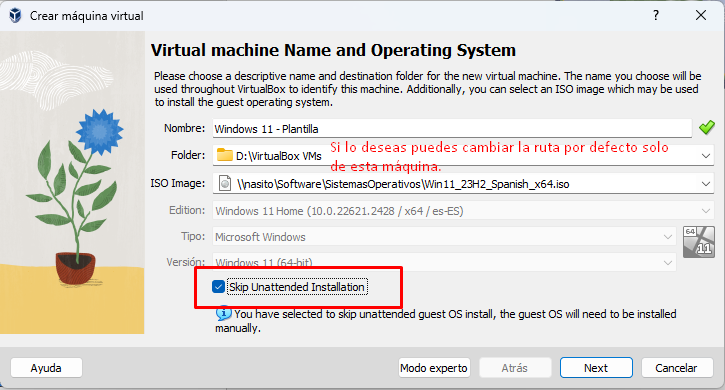 Crear máquina virtual
?
Virtual machine Name and Operating System
Please choose a descriptive name and destination folder for the new virtual machine. The name you choose will be
used throughout VirtualBox to identify this machine. Additionally, you can select an ISO image which may be used
to install the guest operating system.
Nombre: Windows 11 - Plantilla
Si lo deseas puedes cambiar la ruta por defecto solo
de esta máquina.
Folder: D:\VirtualBox VMs
ISO Image: \\nasito\Software\SistemasOperativos\Win11_23H2_Spanish_x64.iso
Edition: Windows 11 Home (10.0.22621.2428 / x64 / es-ES)
Tipo: Microsoft Windows
64
11
Versión: Windows 11 (64-bit)
Skip Unattended Installation
You have selected to skip unattended guest OS install, the guest OS will need to be installed
manually.
Ayuda Modo experto Atrás Next Cancelar